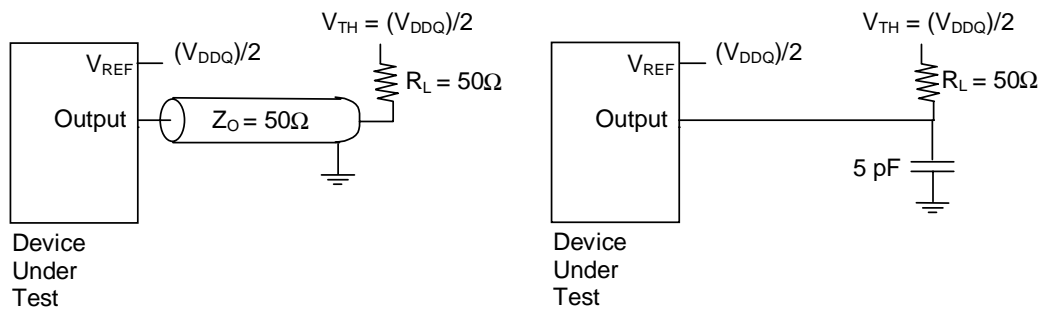 V_TH = (V_DDQ)/2
V_REF
(V_DDQ)/2
R_L = 50Ω
Output
Z_O = 50Ω
Device
Under
Test
V_TH = (V_DDQ)/2
V_REF
(V_DDQ)/2
R_L = 50Ω
Output
5 pF
Device
Under
Test